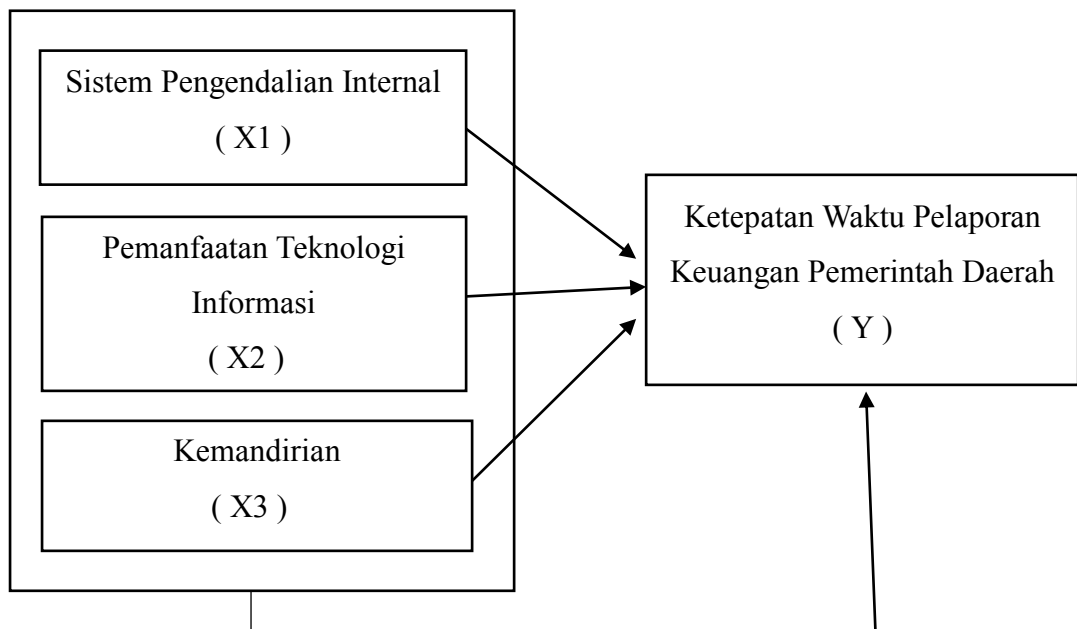 Sistem Pengendalian Internal
( X1 )
Pemanfaatan Teknologi
Informasi
( X2 )
Kemandirian
( X3 )
Ketepatan Waktu Pelaporan
Keuangan Pemerintah Daerah
( Y )